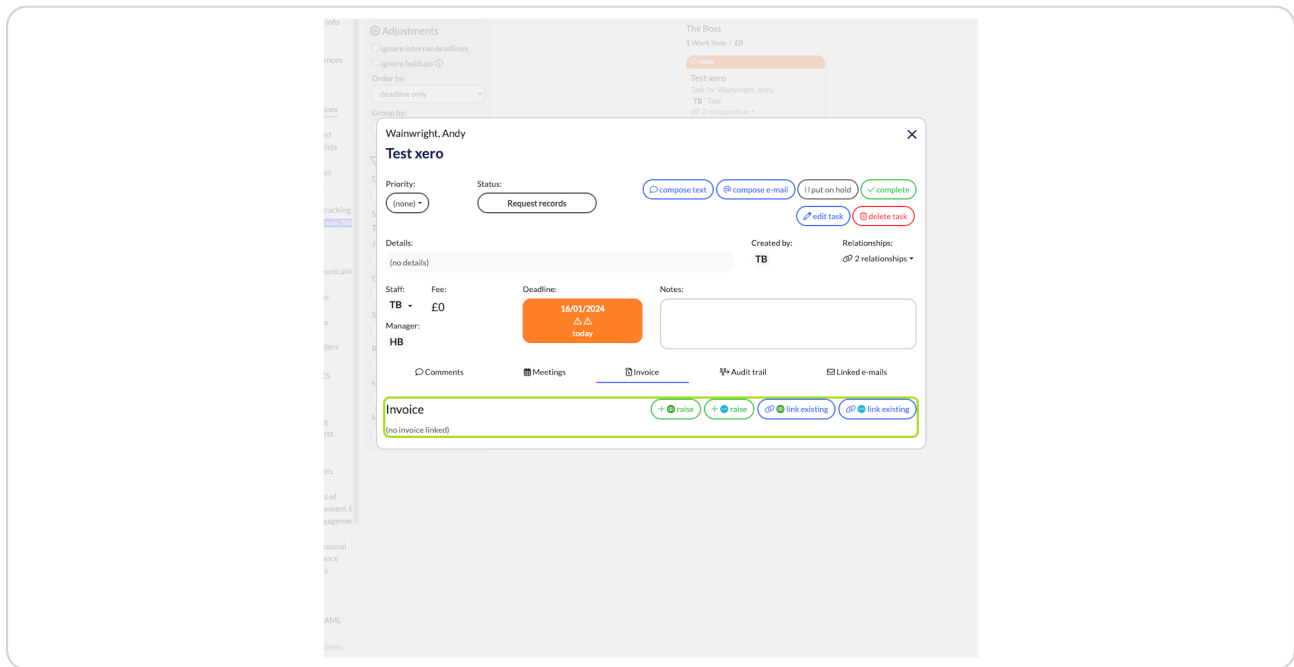 Info
Adjustments
ignore internal deadlines
ignore holdups
Order by:
deadline only
Group by:
The Boss
1 Work Item / £0
today
Test xero
Task for Wainwright, Andy
TB Task
2 relationships
Wainwright, Andy
Test xero
Priority:
Status:
(none)
Request records
compose text
compose e-mail
put on hold
complete
edit task
delete task
Details:
(no details)
Created by:
TB
Relationships:
2 relationships
Staff:
TB
Fee:
£0
Manager:
HB
Deadline:
16/01/2024
today
Notes:
Comments
Meetings
Invoice
Audit trail
Linked e-mails
Invoice
+ raise
+ raise
link existing
link existing
(no invoice linked)